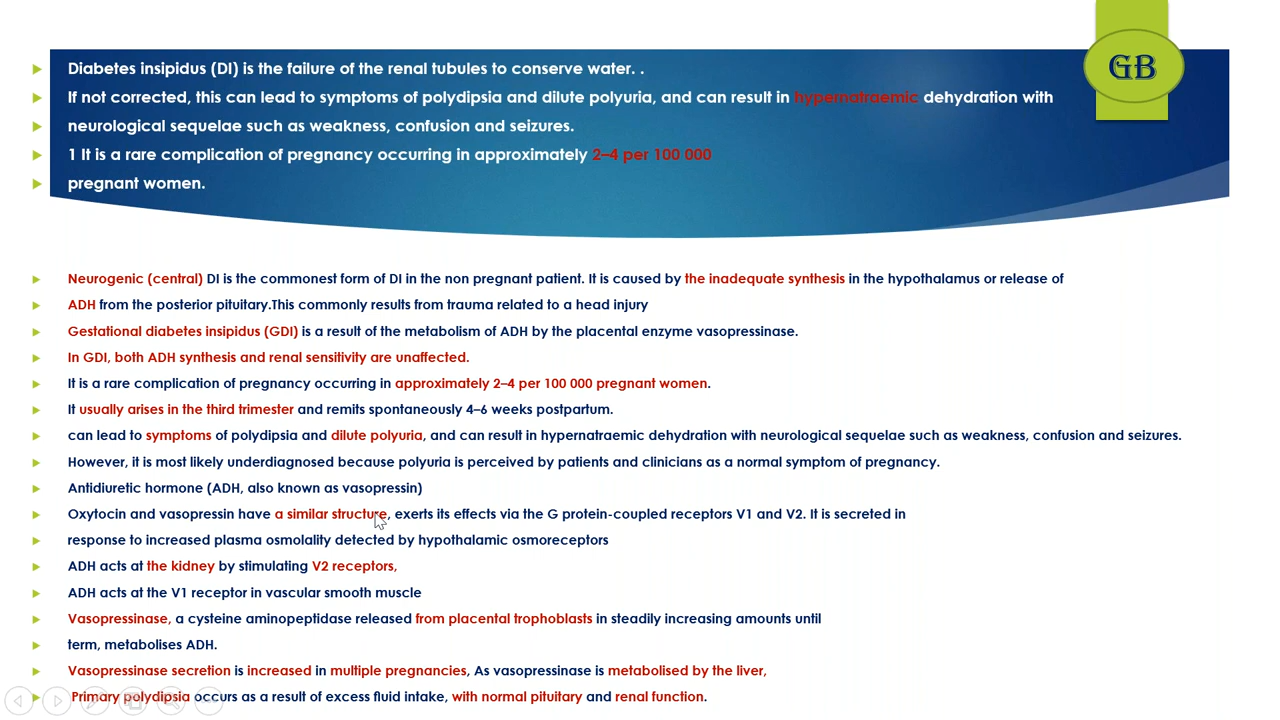 GB
Diabetes insipidus (DI) is the failure of the renal tubules to conserve water. .
If not corrected, this can lead to symptoms of polydipsia and dilute polyuria, and can result in hypernatraemic dehydration with
neurological sequelae such as weakness, confusion and seizures.
1 It is a rare complication of pregnancy occurring in approximately 2–4 per 100 000
pregnant women.
Neurogenic (central) DI is the commonest form of DI in the non pregnant patient. It is caused by the inadequate synthesis in the hypothalamus or release of
ADH from the posterior pituitary.This commonly results from trauma related to a head injury
Gestational diabetes insipidus (GDI) is a result of the metabolism of ADH by the placental enzyme vasopressinase.
In GDI, both ADH synthesis and renal sensitivity are unaffected.
It is a rare complication of pregnancy occurring in approximately 2–4 per 100 000 pregnant women.
It usually arises in the third trimester and remits spontaneously 4–6 weeks postpartum.
can lead to symptoms of polydipsia and dilute polyuria, and can result in hypernatraemic dehydration with neurological sequelae such as weakness, confusion and seizures.
However, it is most likely underdiagnosed because polyuria is perceived by patients and clinicians as a normal symptom of pregnancy.
Antidiuretic hormone (ADH, also known as vasopressin)
Oxytocin and vasopressin have a similar structure, exerts its effects via the G protein-coupled receptors V1 and V2. It is secreted in
response to increased plasma osmolality detected by hypothalamic osmoreceptors
ADH acts at the kidney by stimulating V2 receptors,
ADH acts at the V1 receptor in vascular smooth muscle
Vasopressinase, a cysteine aminopeptidase released from placental trophoblasts in steadily increasing amounts until
term, metabolises ADH.
Vasopressinase secretion is increased in multiple pregnancies, As vasopressinase is metabolised by the liver,
Primary polydipsia occurs as a result of excess fluid intake, with normal pituitary and renal function.